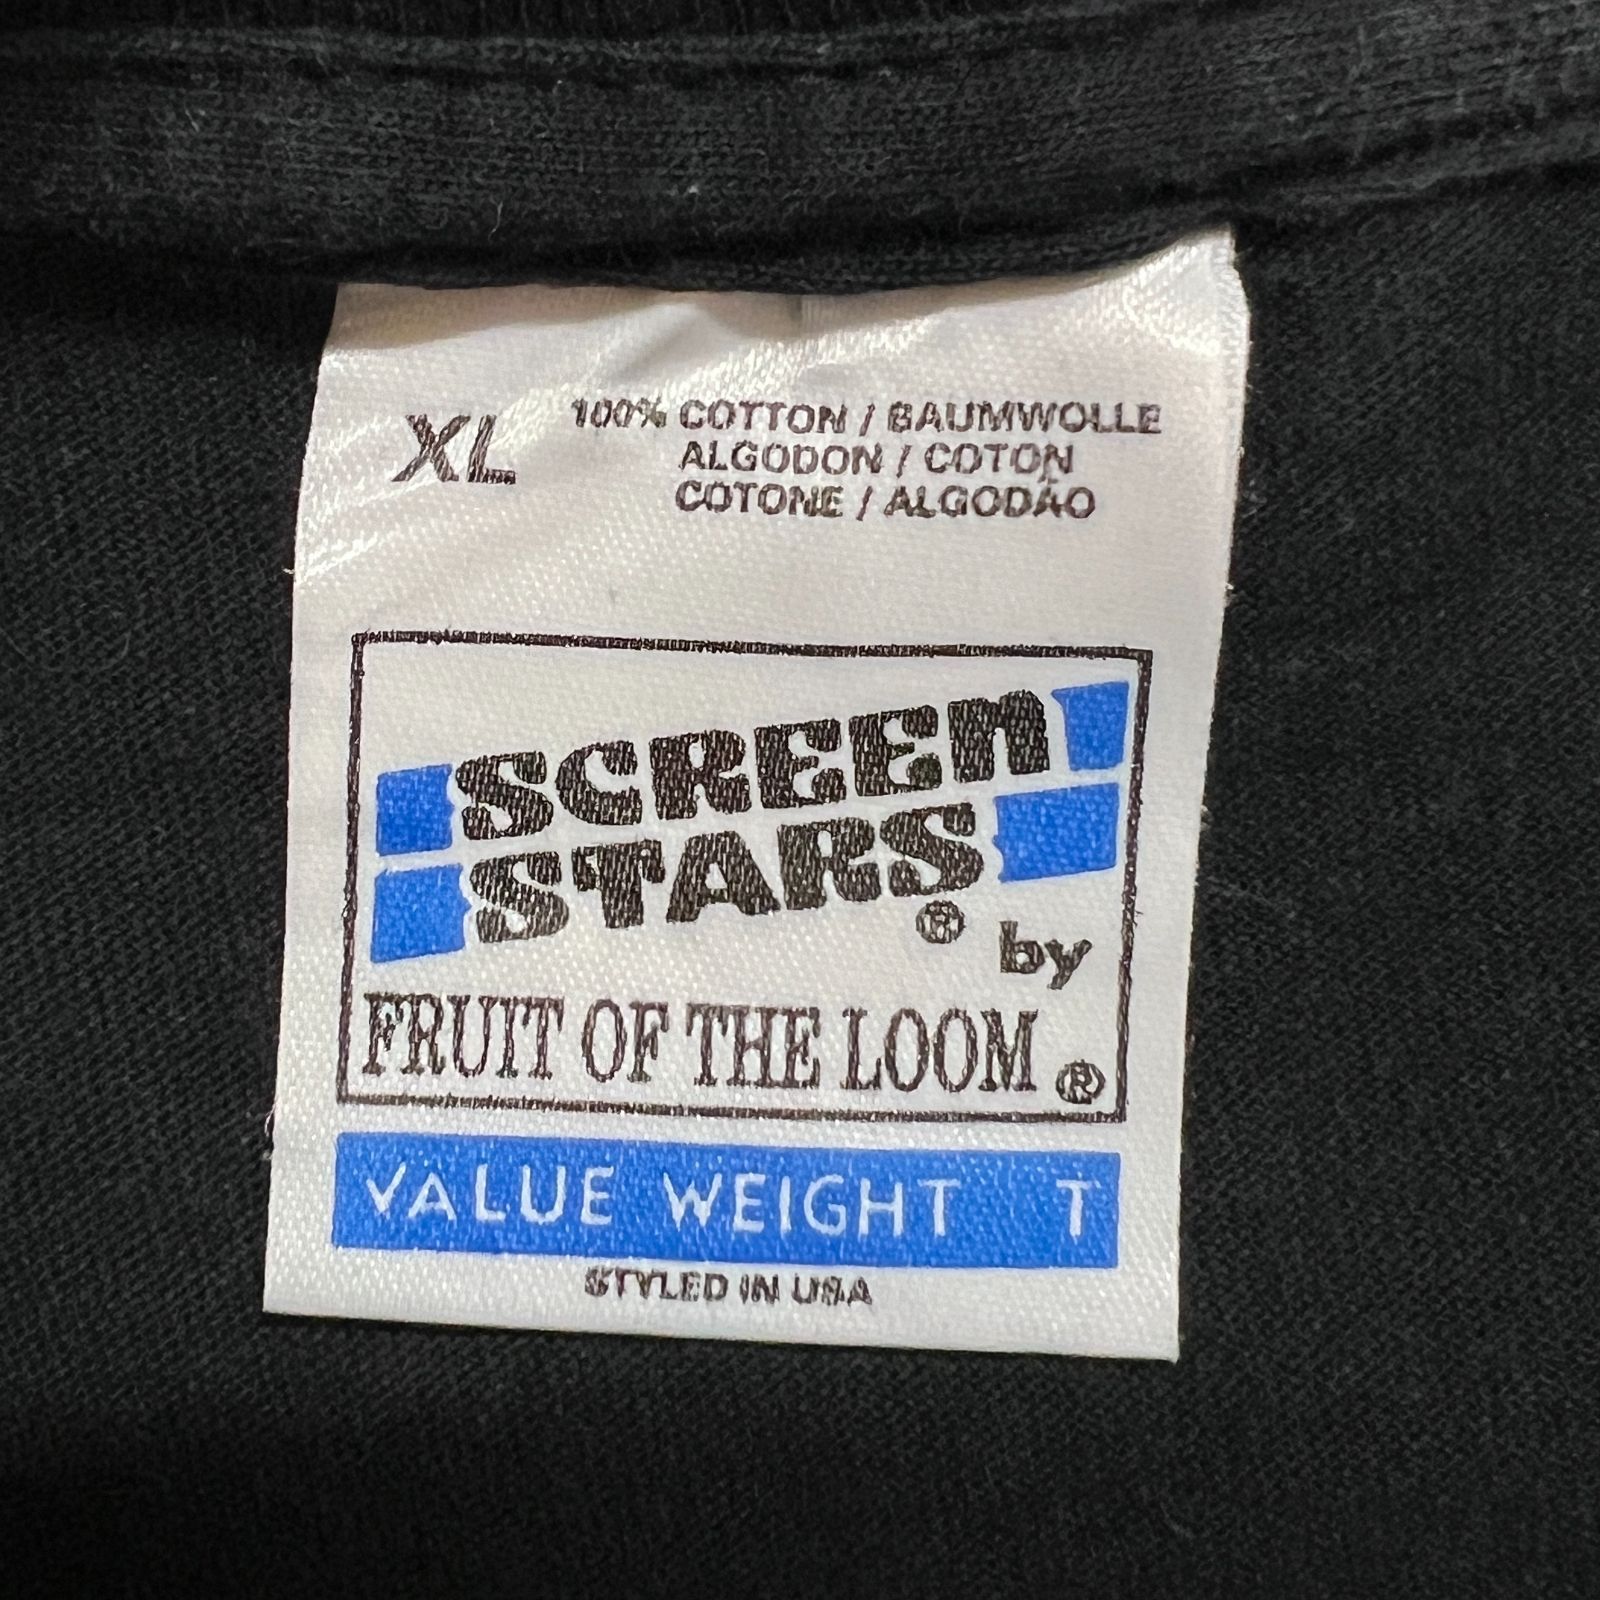 XL
100% COTTON / BAUMWOLLE
ALGODON / COTON
COTONE / ALGODÃO
SCREEN
STARS®
by
FRUIT OF THE LOOM®
VALUE WEIGHT T
STYLED IN USA